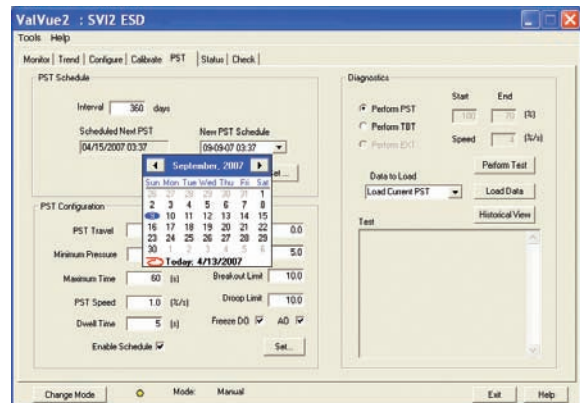 ValVue2 : SVI2 ESD
Tools Help
Monitor Trend Configure Calibrate PST Status Check
PST Schedule
Interval 360 days
Scheduled Next PST
New PST Schedule
04/15/2007 03:37
09-09-07 03:37
et ...
September, 2007
Sun Mon Tue Wed Thu Fri Sat
26 27 28 29 30 31 1
2 3 4 5 6 7 8
9 10 11 12 13 14 15
16 17 18 19 20 21 22
23 24 25 26 27 28 29
30 1 2 3 4 5 6
Today: 4/13/2007
PST Configuration
PST Travel 0.0
Minimum Pressure 5.0
Maximum Time 60 (s) Breakout Limit 10.0
PST Speed 1.0 (%/s) Droop Limit 10.0
Dwell Time 5 (s) Freeze DO AO
Enable Schedule Set...
Diagnostics
Start End
Perform PST 100 70 (%)
Perform TBT
Perform EXT Speed 4 (%/s)
Perform Test
Data to Load
Load Current PST Load Data
Historical View
Test
Change Mode Mode: Manual Exit Help